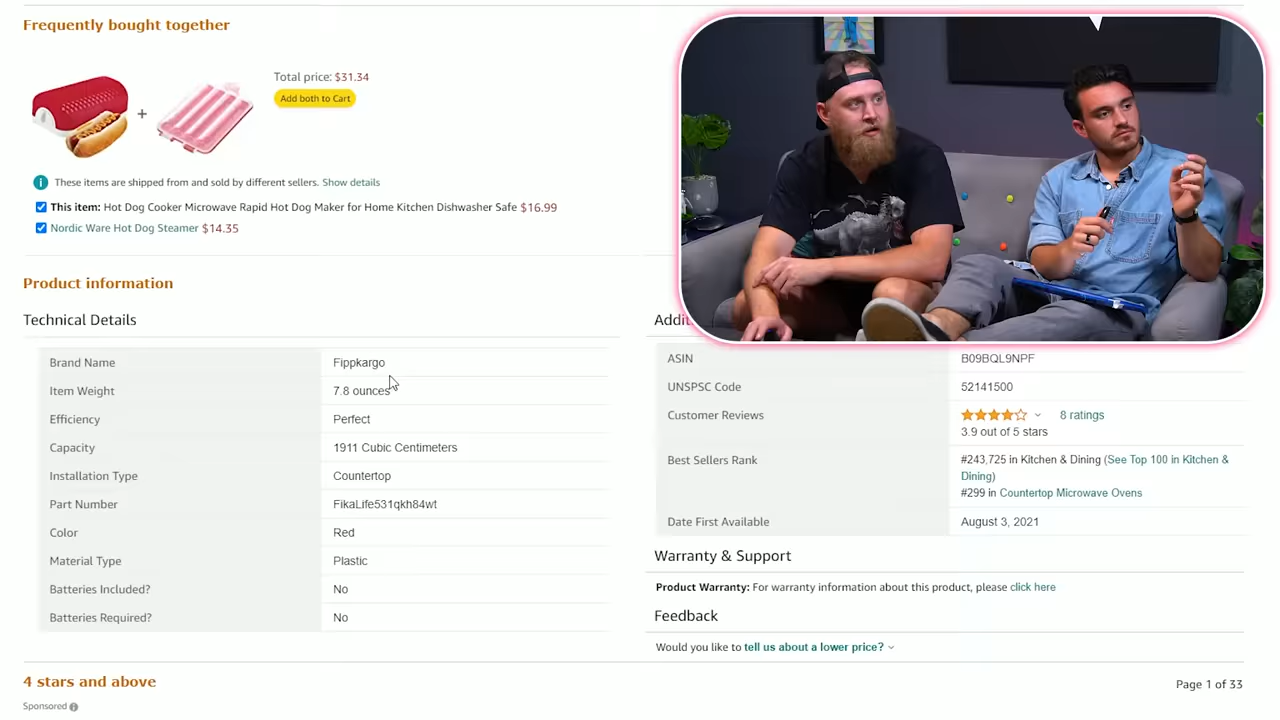 Frequently bought together
Total price: $31.34
Add both to Cart
+
These items are shipped from and sold by different sellers. Show details
This item: Hot Dog Cooker Microwave Rapid Hot Dog Maker for Home Kitchen Dishwasher Safe $16.99
Nordic Ware Hot Dog Steamer $14.35
Product information
Technical Details
Brand Name Fippkargo
Item Weight 7.8 ounces
Efficiency Perfect
Capacity 1911 Cubic Centimeters
Installation Type Countertop
Part Number FikaLife531qkh84wt
Color Red
Material Type Plastic
Batteries Included? No
Batteries Required? No
ASIN B09BQL9NPF
UNSPSC Code 52141500
Customer Reviews 8 ratings
3.9 out of 5 stars
Best Sellers Rank #243,725 in Kitchen & Dining (See Top 100 in Kitchen &
Dining)
#299 in Countertop Microwave Ovens
Date First Available August 3, 2021
Warranty & Support
Product Warranty: For warranty information about this product, please click here
Feedback
Would you like to tell us about a lower price?
4 stars and above
Page 1 of 33
Sponsored